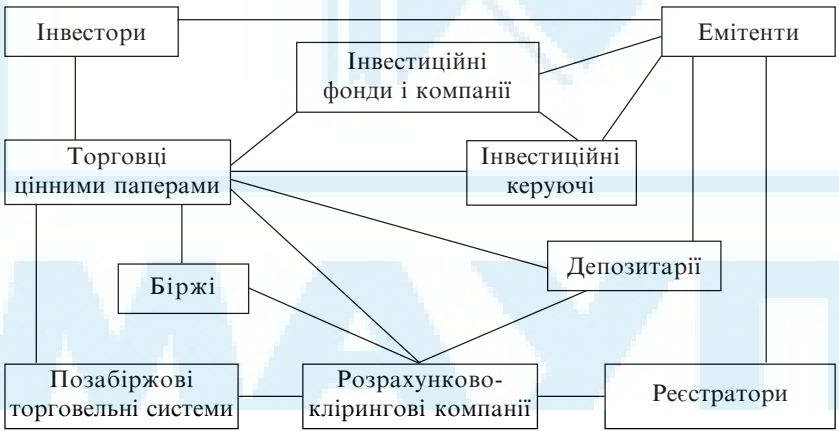 Інвестори
Емітенти
Інвестиційні
фонди і компанії
Торговці
цінними паперами
Інвестиційні
керуючі
Депозитарії
Біржі
Позабіржові
торговельні системи
Розрахунково-
клірингові компанії
Реєстратори
МАУП